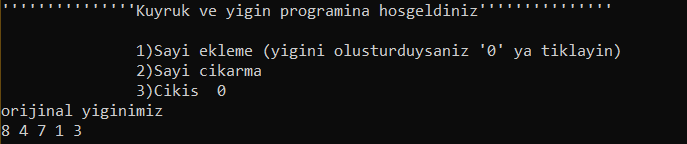 '''''''''''''''Kuyruk ve yigin programina hosgeldiniz'''''''''''''''
1)Sayi ekleme (yigini olusturduysaniz '0' ya tiklayin)
2)Sayi cikarma
3)Cikis  0
orijinal yiginimiz
8 4 7 1 3